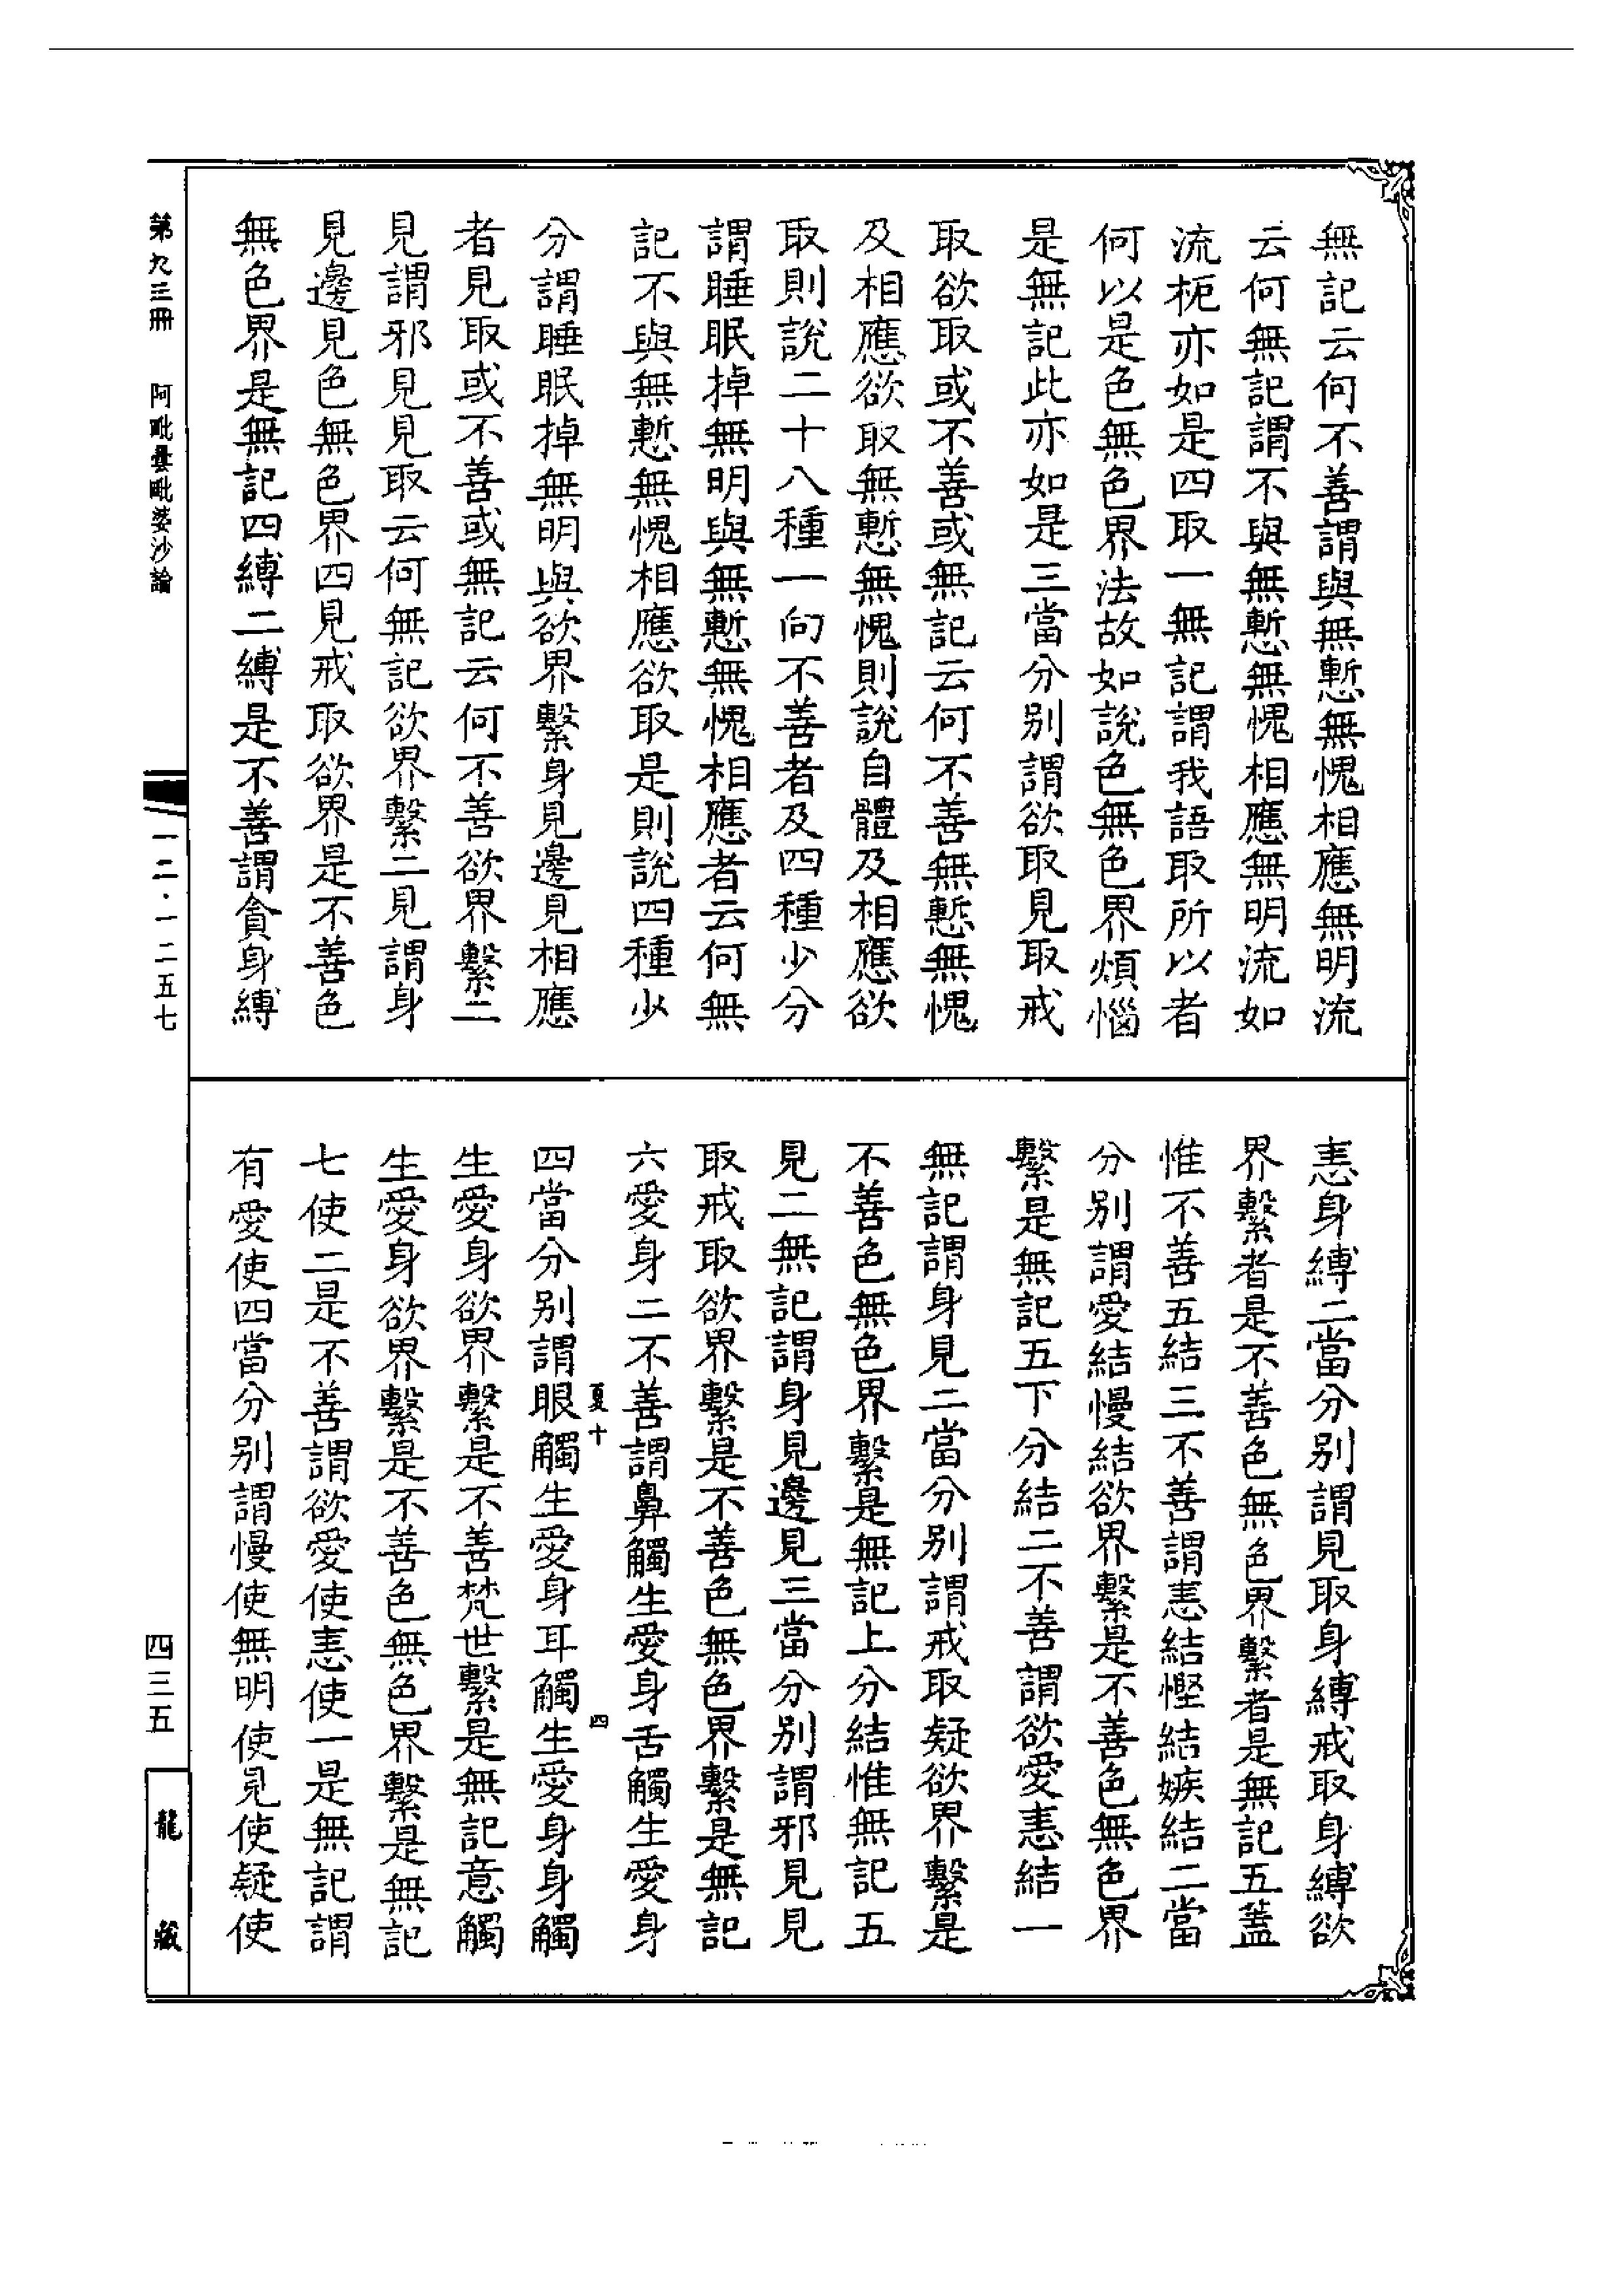 無記云何不善謂與無慙無愧相應無明流
云何無記謂不與無慙無愧相應無明流如
流枙亦如是四取一無記謂我語取所以者
何以是色無色界法故如說色無色界煩惱
是無記此亦如是三當分別謂欲取見取戒
取欲取或不善或無記云何不善無慙無愧
及相應欲取無慙無愧則說自體及相應欲
取則說二十八種一向不善者及四種少分
謂睡眠掉無明與無慙無愧相應者云何無
記不與無慙無愧相應欲取是則說四種少
分謂睡眠掉無明與欲界繫身見邊見相應
者見取或不善或無記云何不善欲界繫二
見謂邪見見取云何無記欲界繫二見謂身
見邊見色無色界四見戒取欲界是不善色
無色界是無記四縛二縛是不善謂貪身縛
恚身縛二當分別謂見取身縛戒取身縛欲
界繫者是不善色無色界繫者是無記五蓋
惟不善五結三不善謂恚結慳結嫉結二當
分別謂愛結慢結欲界繫是不善色無色界
繫是無記五下分結二不善謂欲愛恚結一
無記謂身見二當分別謂戒取疑欲界繫是
不善色無色界繫是無記上分結惟無記五
見二無記謂身見邊見三當分別謂邪見見
取戒取欲界繫是不善色無色界繫是無記
六愛身二不善謂鼻觸生愛身舌觸生愛身
夏十
四
四當分別謂眼觸生愛身耳觸生愛身身觸
生愛身欲界繫是不善梵世繫是無記意觸
生愛身欲界繫是不善色無色界繫是無記
七使二是不善謂欲愛使恚使一是無記謂
有愛使四當分別謂慢使無明使見使疑使
第九三冊
阿毗曇毗婆沙論
一二·一二五七
四三五
龍藏